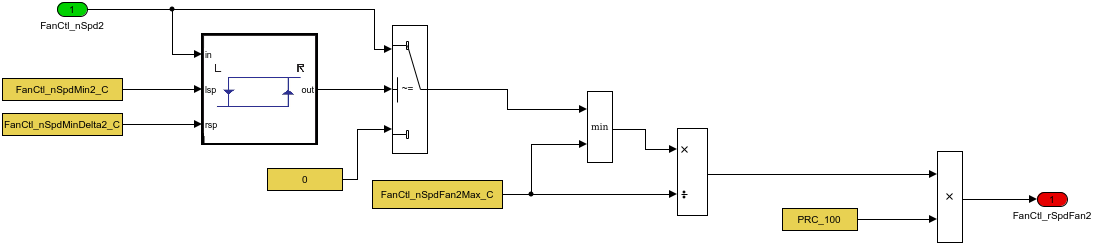 1
FanCtl_nSpd2
in
L
R
FanCtl_nSpdMin2_C
lsp
out
~=
FanCtl_nSpdMinDelta2_C
rsp
min
×
0
FanCtl_nSpdFan2Max_C
÷
×
1
PRC_100
FanCtl_rSpdFan2